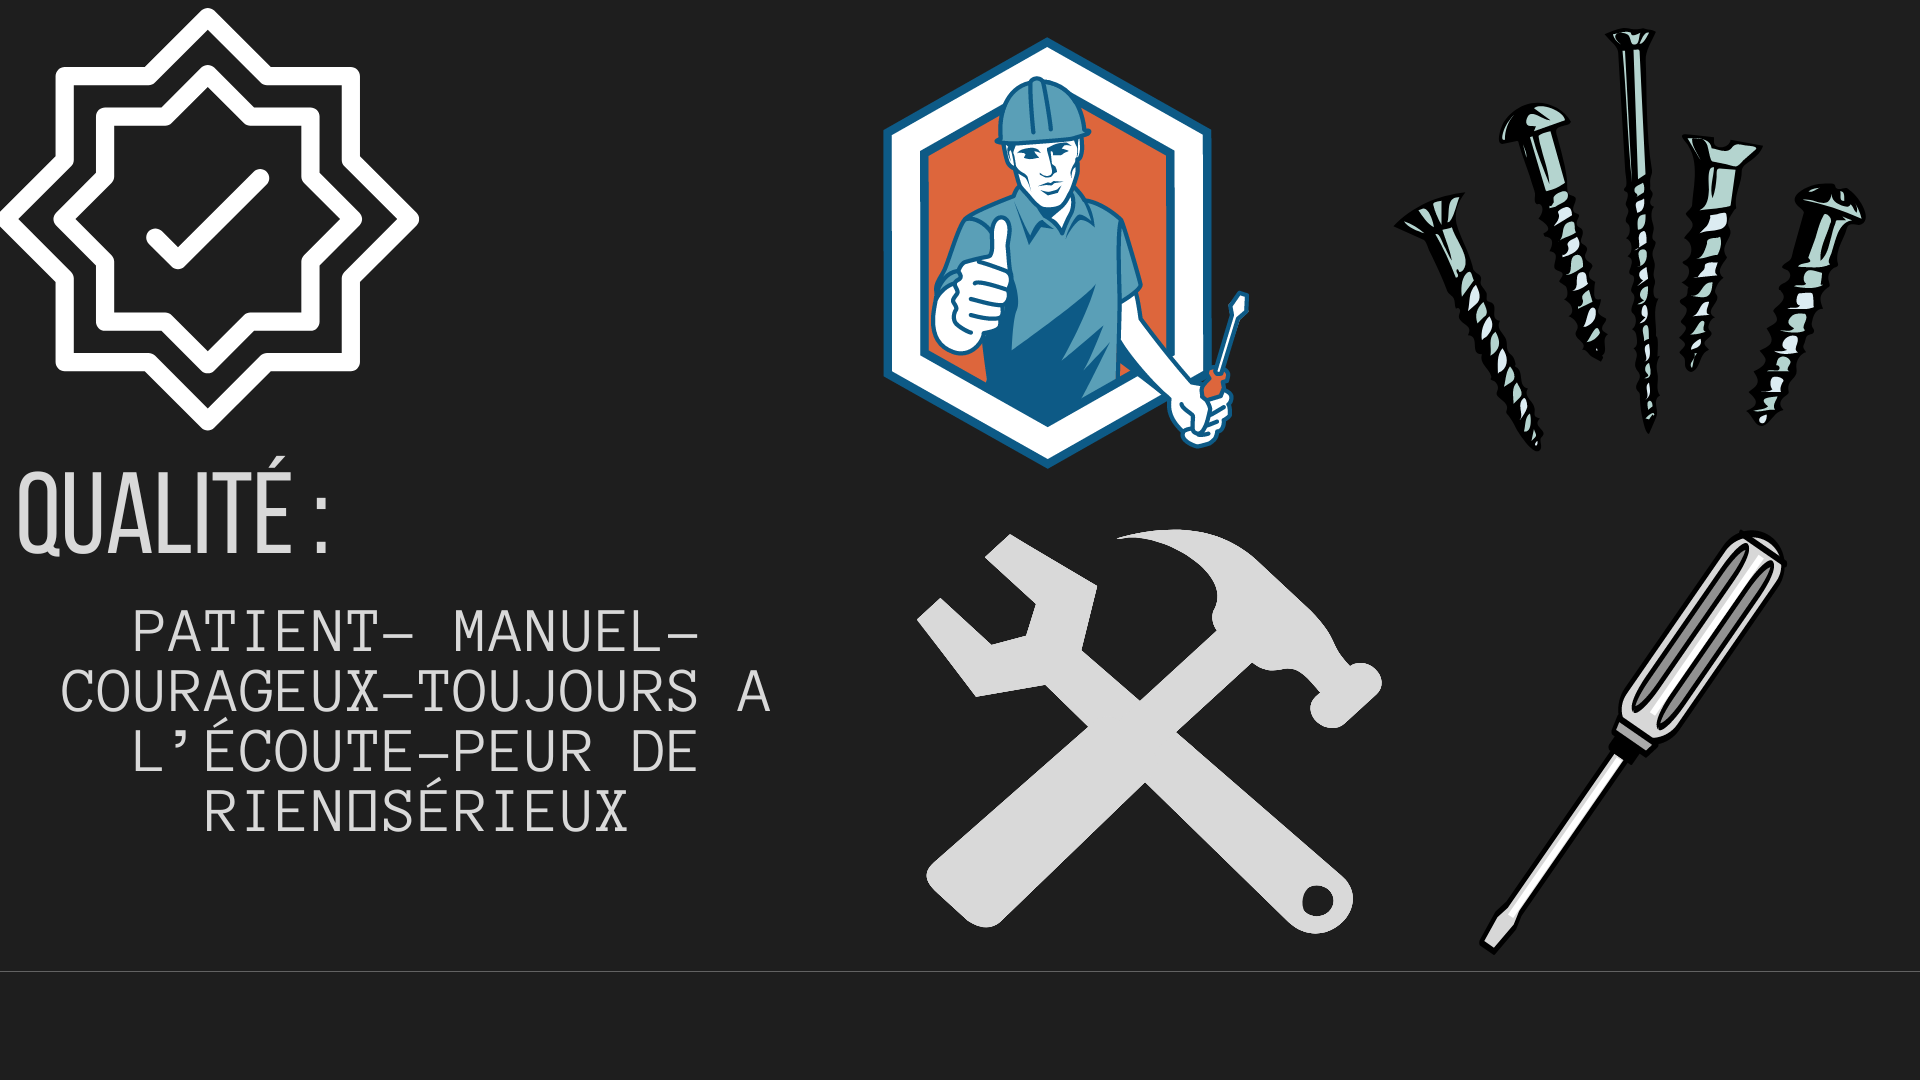 QUALITÉ :
PATIENT- MANUEL-
COURAGEUX-TOUJOURS A
L’ÉCOUTE-PEUR DE
RIEN▯SÉRIEUX